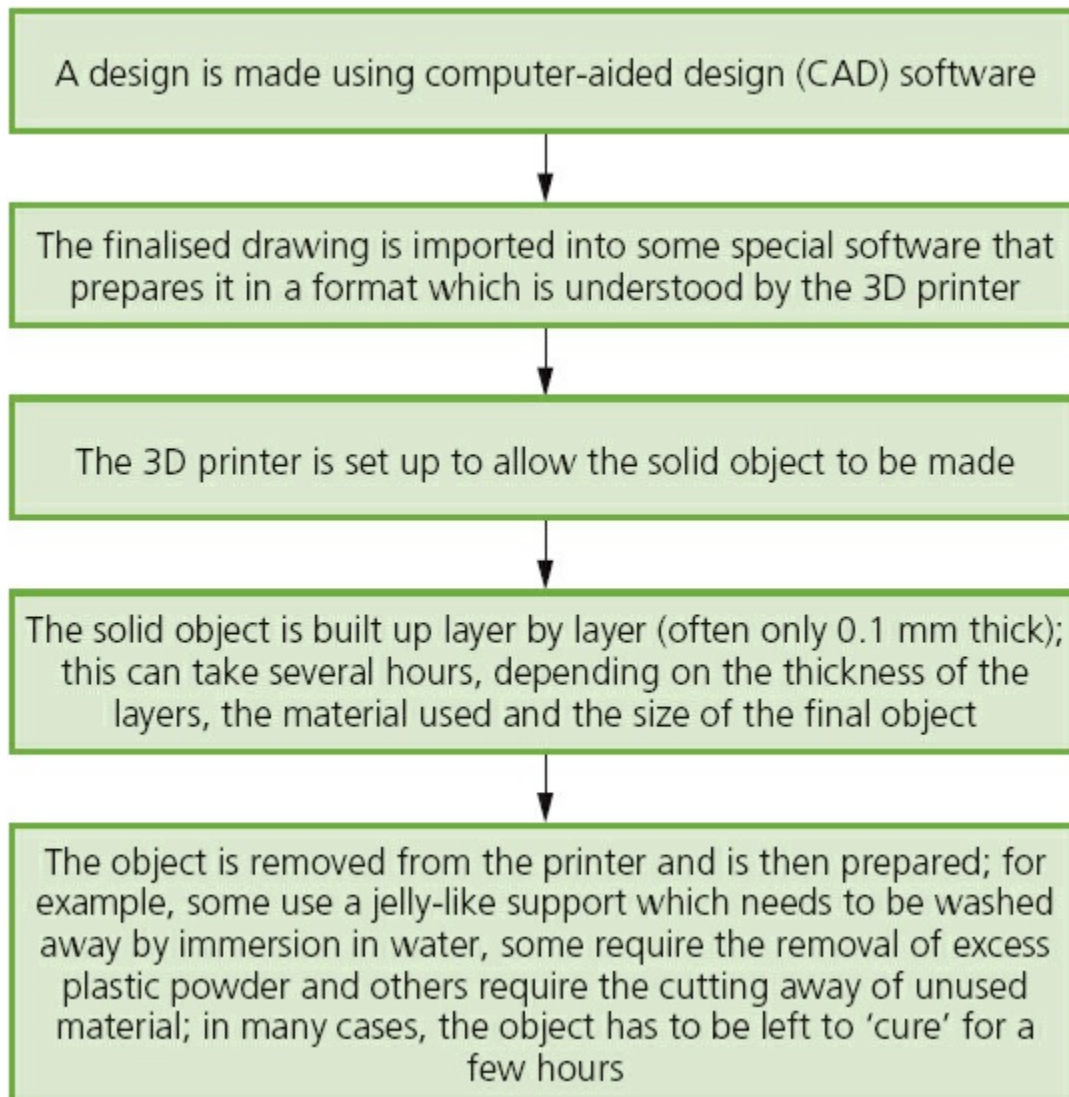 A design is made using computer-aided design (CAD) software
The finalised drawing is imported into some special software that
prepares it in a format which is understood by the 3D printer
The 3D printer is set up to allow the solid object to be made
The solid object is built up layer by layer (often only 0.1 mm thick);
this can take several hours, depending on the thickness of the
layers, the material used and the size of the final object
The object is removed from the printer and is then prepared; for
example, some use a jelly-like support which needs to be washed
away by immersion in water, some require the removal of excess
plastic powder and others require the cutting away of unused
material; in many cases, the object has to be left to ‘cure’ for a
few hours